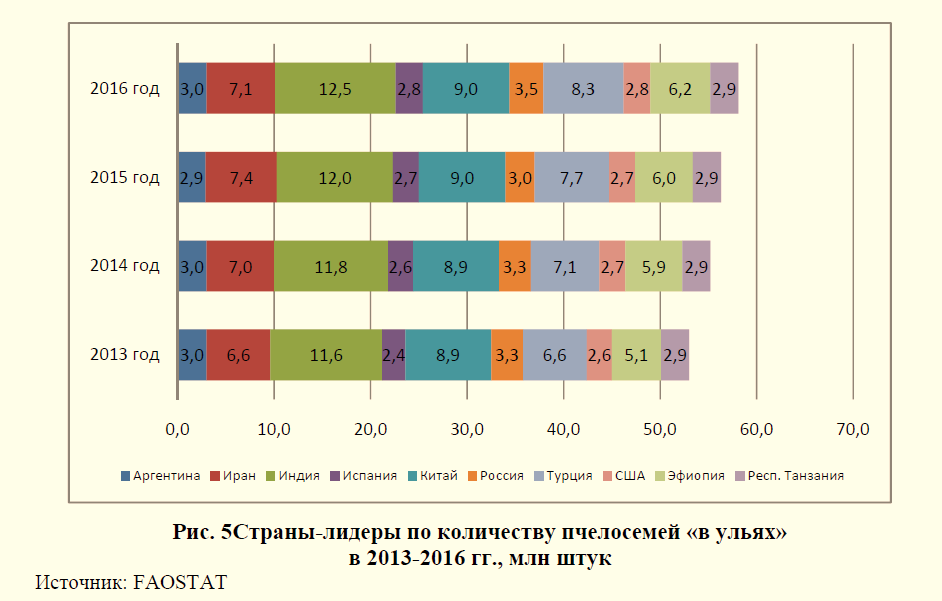 2016 год 3,0 7,1 12,5 2,8 9,0 3,5 8,3 2,8 6,2 2,9
2015 год 2,9 7,4 12,0 2,7 9,0 3,0 7,7 2,7 6,0 2,9
2014 год 3,0 7,0 11,8 2,6 8,9 3,3 7,1 2,7 5,9 2,9
2013 год 3,0 6,6 11,6 2,4 8,9 3,3 6,6 2,6 5,1 2,9
0,0 10,0 20,0 30,0 40,0 50,0 60,0 70,0
Аргентина Иран Индия Испания Китай Россия Турция США Эфиопия Респ. Танзания
Рис. 5Страны-лидеры по количеству пчелосемей «в ульях»
в 2013-2016 гг., млн штук
Источник: FAOSTAT